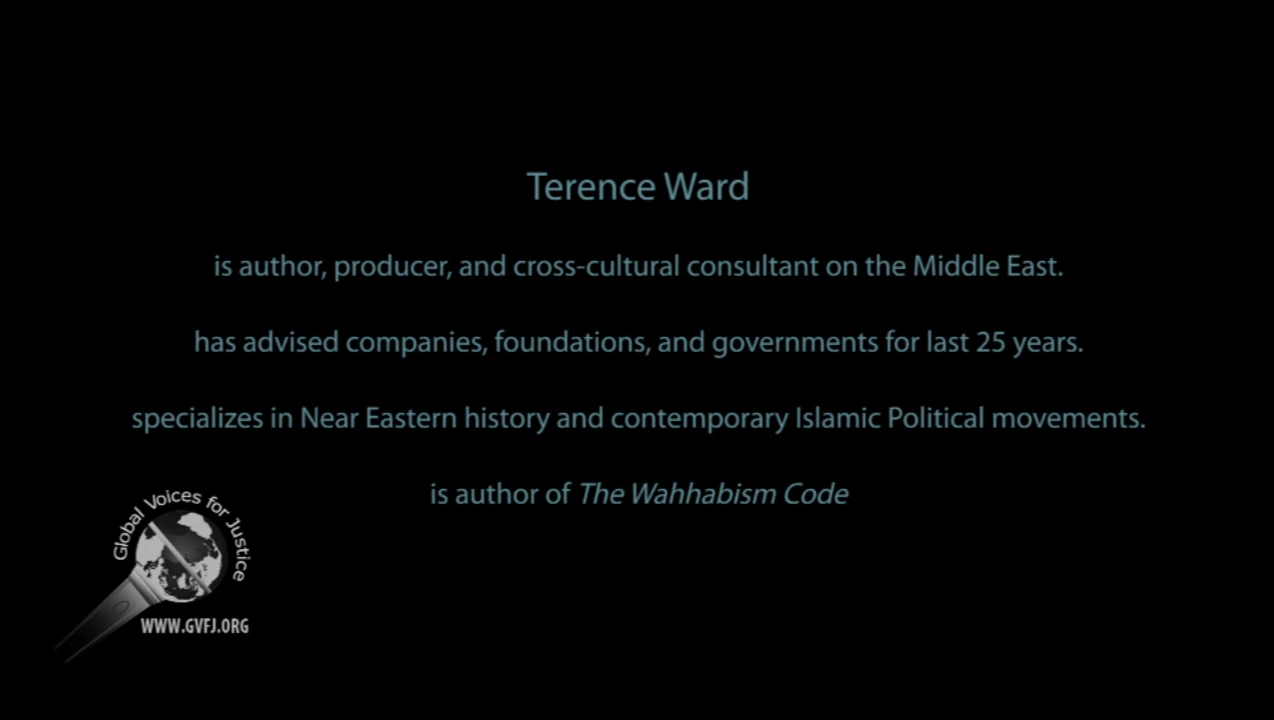 Terence Ward
is author, producer, and cross-cultural consultant on the Middle East.
has advised companies, foundations, and governments for last 25 years.
specializes in Near Eastern history and contemporary Islamic Political movements.
is author of The Wahhabism Code
Global Voices for Justice
WWW.GVFJ.ORG